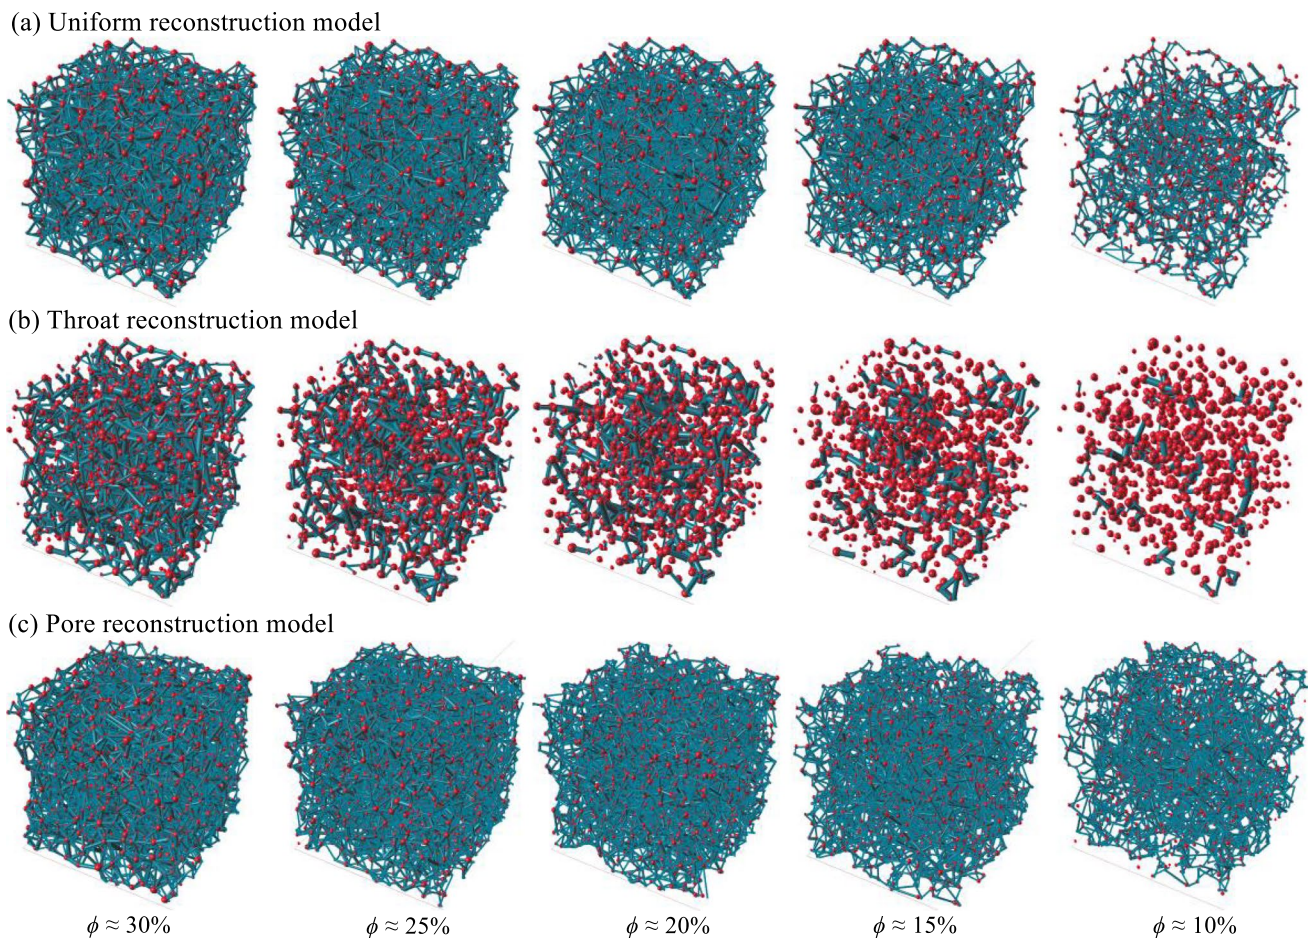 (a) Uniform reconstruction model
(b) Throat reconstruction model
(c) Pore reconstruction model
ϕ ≈ 30% ϕ ≈ 25% ϕ ≈ 20% ϕ ≈ 15% ϕ ≈ 10%